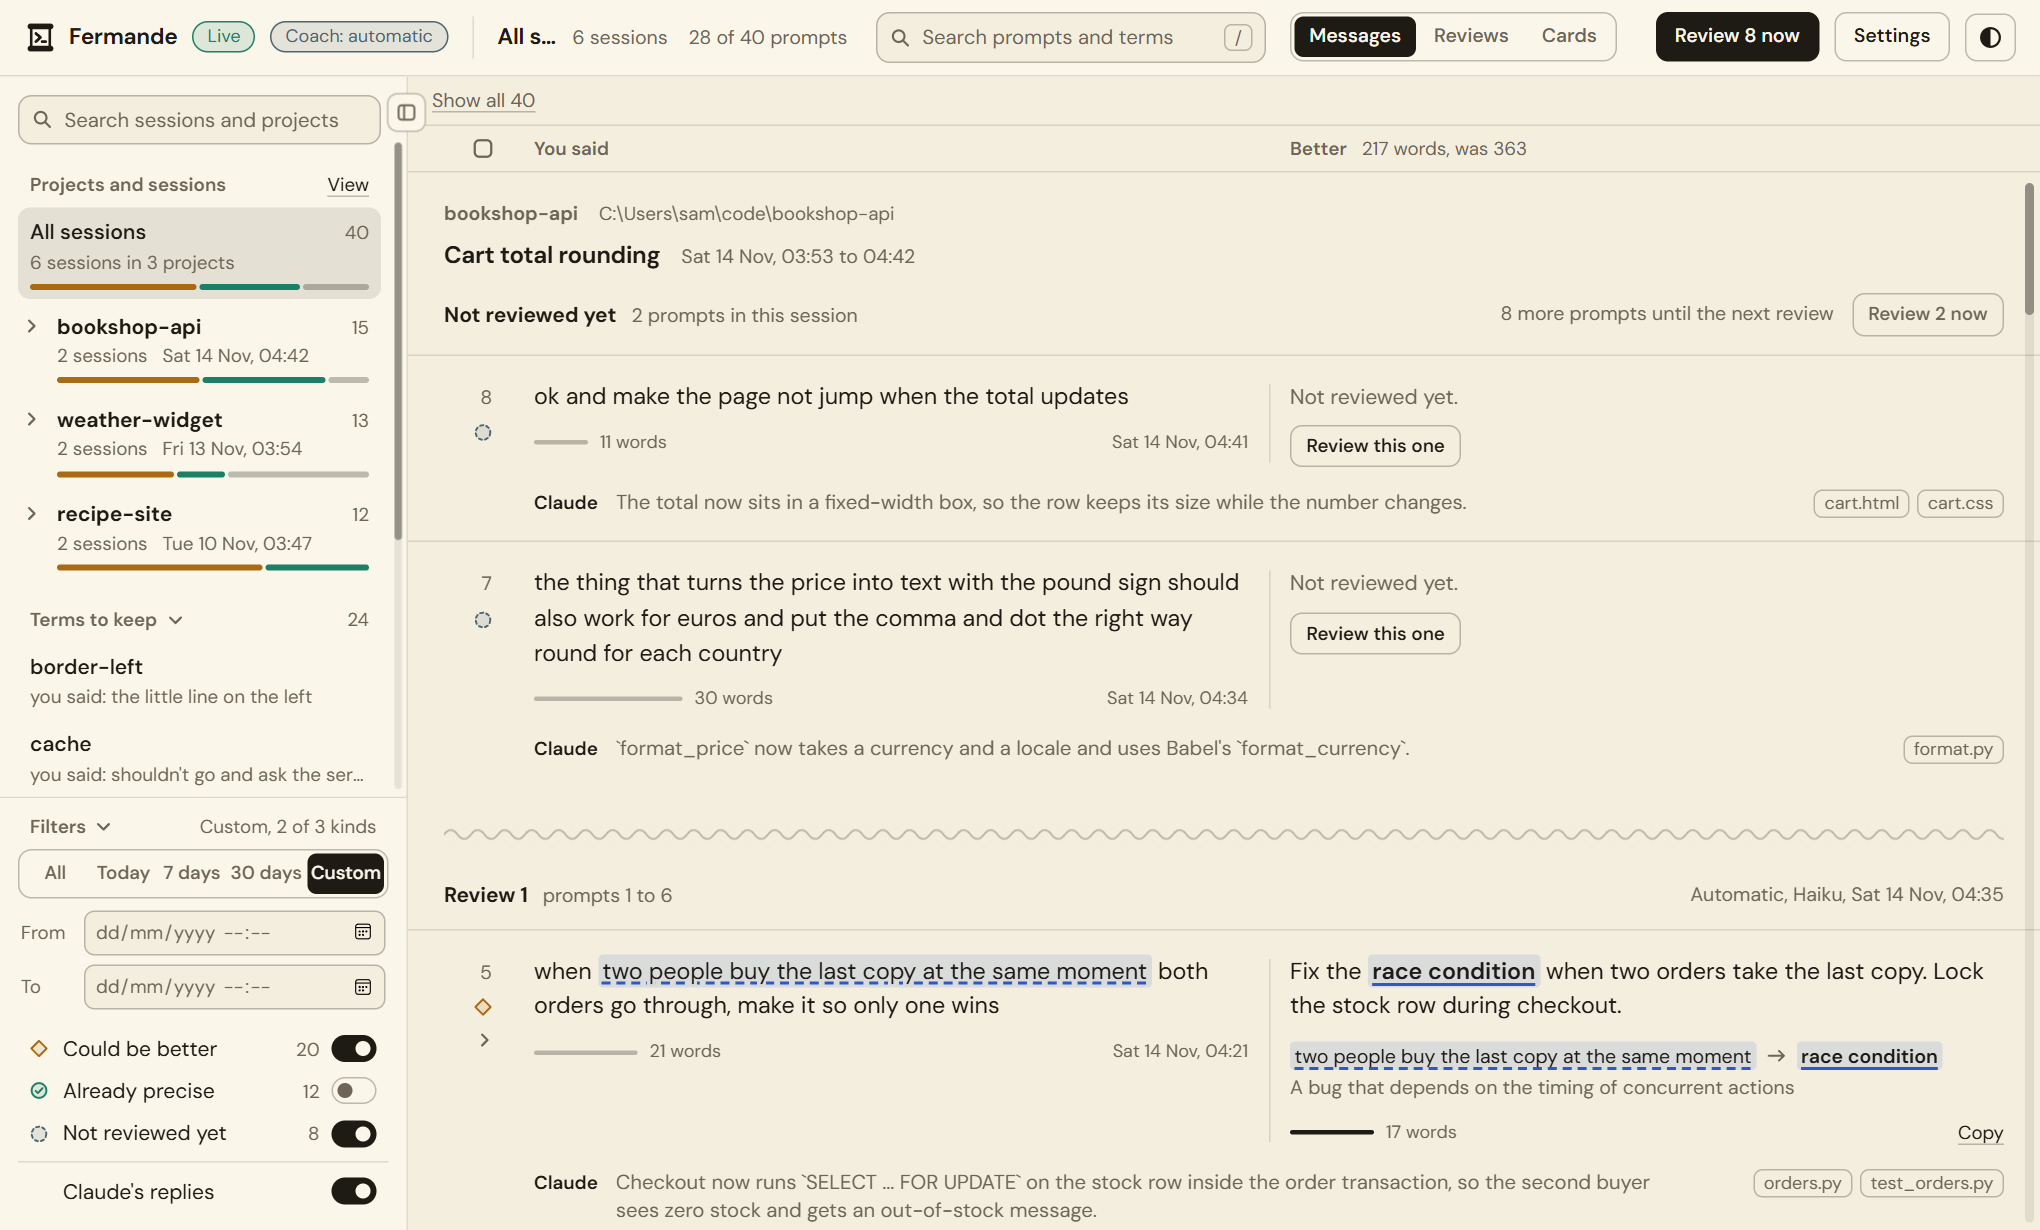 Fermande
Live
Coach: automatic
All s...
6 sessions
28 of 40 prompts
Search prompts and terms
/
Messages
Reviews
Cards
Review 8 now
Settings
Search sessions and projects
Projects and sessions
View
All sessions
40
6 sessions in 3 projects
bookshop-api
15
2 sessions Sat 14 Nov, 04:42
weather-widget
13
2 sessions Fri 13 Nov, 03:54
recipe-site
12
2 sessions Tue 10 Nov, 03:47
Terms to keep
24
border-left
you said: the little line on the left
cache
you said: shouldn't go and ask the ser...
Filters
Custom, 2 of 3 kinds
All
Today
7 days
30 days
Custom
From
dd/mm/yyyy --:--
To
dd/mm/yyyy --:--
Could be better
20
Already precise
12
Not reviewed yet
8
Claude's replies
Show all 40
You said
Better 217 words, was 363
bookshop-api C:\Users\sam\code\bookshop-api
Cart total rounding Sat 14 Nov, 03:53 to 04:42
Not reviewed yet 2 prompts in this session
8 more prompts until the next review
Review 2 now
8
ok and make the page not jump when the total updates
11 words
Sat 14 Nov, 04:41
Not reviewed yet.
Review this one
Claude The total now sits in a fixed-width box, so the row keeps its size while the number changes.
cart.html
cart.css
7
the thing that turns the price into text with the pound sign should
also work for euros and put the comma and dot the right way
round for each country
30 words
Sat 14 Nov, 04:34
Not reviewed yet.
Review this one
Claude `format_price` now takes a currency and a locale and uses Babel's `format_currency`.
format.py
Review 1 prompts 1 to 6
Automatic, Haiku, Sat 14 Nov, 04:35
5
when two people buy the last copy at the same moment both
orders go through, make it so only one wins
21 words
Sat 14 Nov, 04:21
Fix the race condition when two orders take the last copy. Lock
the stock row during checkout.
two people buy the last copy at the same moment → race condition
A bug that depends on the timing of concurrent actions
17 words
Copy
Claude Checkout now runs `SELECT ... FOR UPDATE` on the stock row inside the order transaction, so the second buyer
sees zero stock and gets an out-of-stock message.
orders.py
test_orders.py